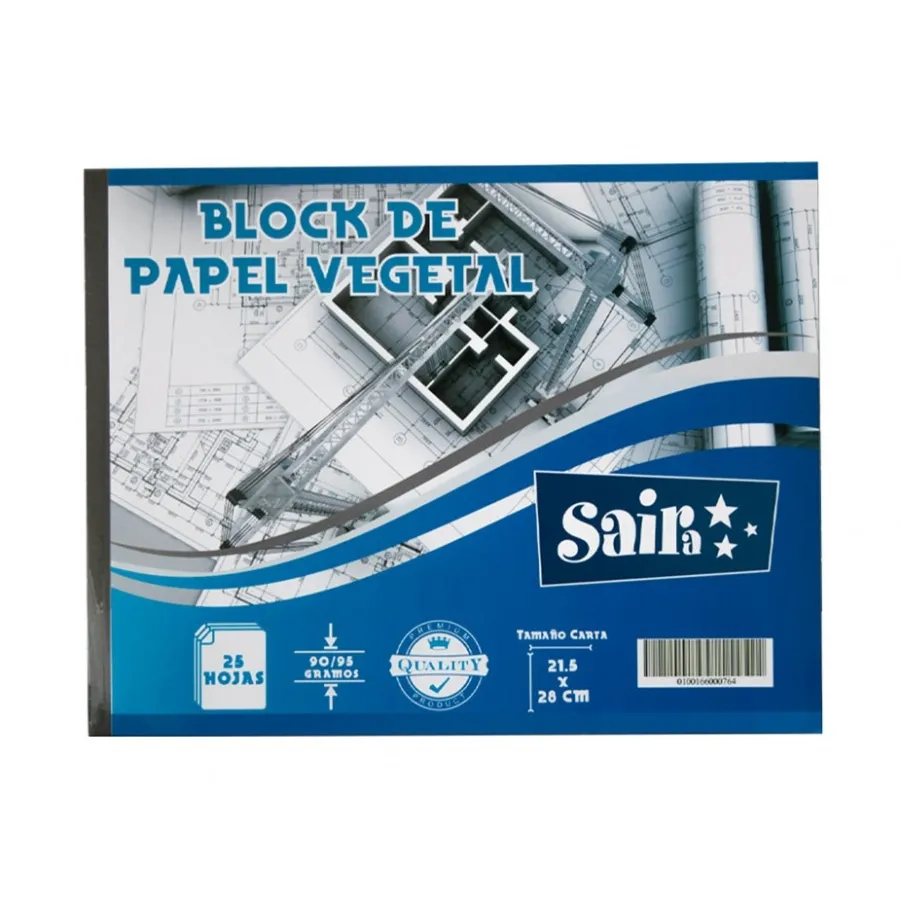 BLOCK DE
PAPEL VEGETAL
Saira
25
HOJAS
90/95
GRAMOS
PREMIUM
QUALITY
PRODUCT
TAMAÑO CARTA
21.5
X
28 CM
0100166000764